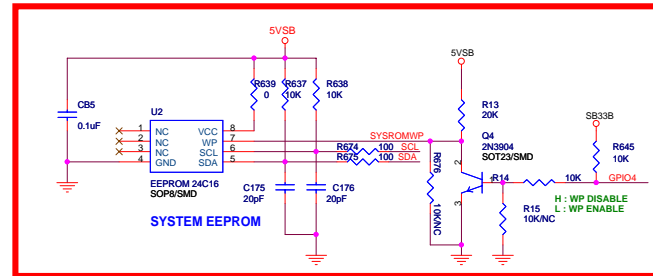 5VSB
5VSB
SB33B
R639
0
R637
10K
R638
10K
CB5
0.1uF
U2
1 NC VCC 8
2 NC WP 7
3 NC SCL 6
4 GND SDA 5
EEPROM 24C16
SOP8/SMD
SYSTEM EEPROM
SYSROMWP
R674 100 SCL
R675 100 SDA
C175
20pF
C176
20pF
R676
10K/NC
R13
20K
Q4
2N3904
SOT23/SMD
2
1
3
R14
10K
R15
10K/NC
R645
10K
GPIO4
H : WP DISABLE
L : WP ENABLE